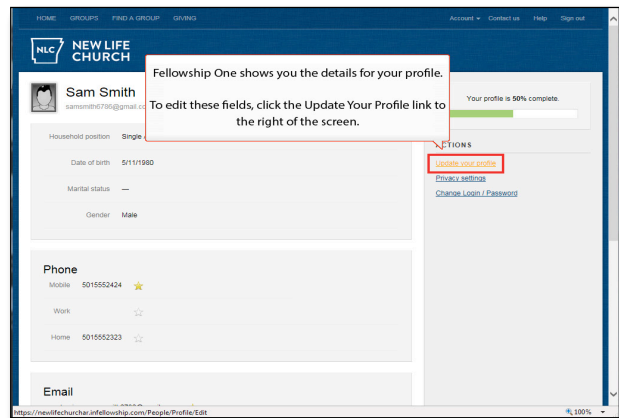 HOME GROUPS FIND A GROUP GIVING Account Contact us Help Sign out
NLC NEW LIFE
CHURCH
Fellowship One shows you the details for your profile.
To edit these fields, click the Update Your Profile link to
the right of the screen.
Sam Smith
samsmith6786@gmail.co
Your profile is 50% complete.
Household position Single
Date of birth 5/11/1980
Marital status —
Gender Male
ACTIONS
Update your profile
Privacy settings
Change Login / Password
Phone
Mobile 5015552424
Work
Home 5015552323
Email
https://newlifechurchar.infellowship.com/People/Profile/Edit
100%